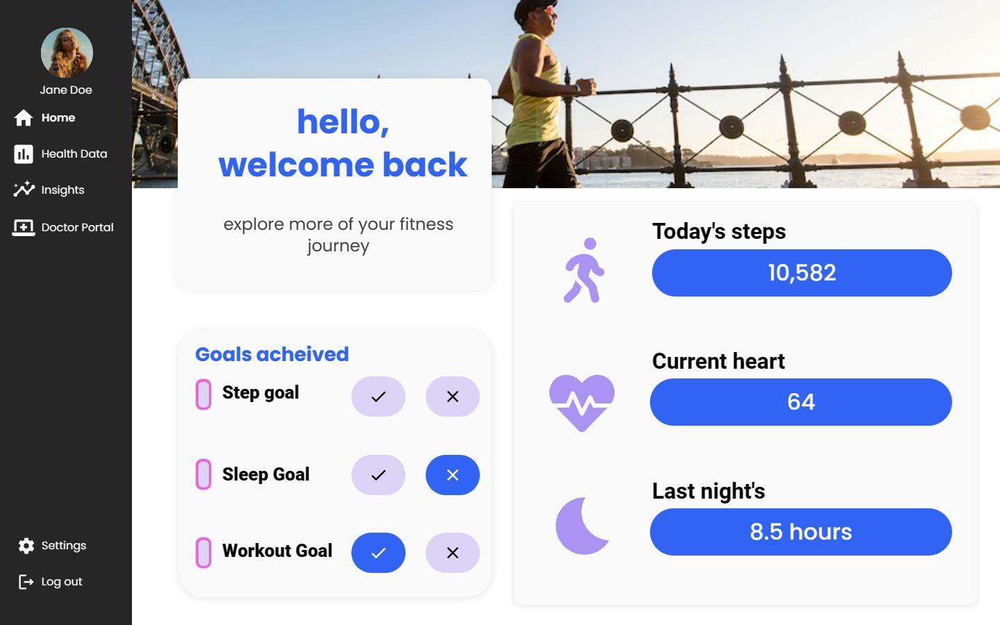 Jane Doe
Home
Health Data
Insights
Doctor Portal
Settings
Log out
hello,
welcome back
explore more of your fitness
journey
Goals acheived
Step goal
Sleep Goal
Workout Goal
Today's steps
10,582
Current heart
64
Last night's
8.5 hours